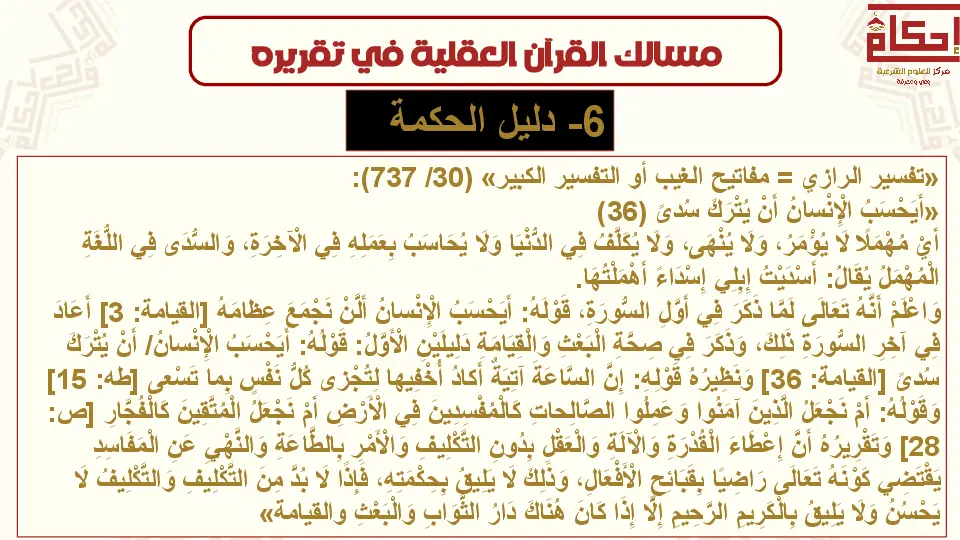 إحكام
مركز للعلوم الشرعية
وعي ومعرفة
مسالك القرآن العقلية في تقريره
6- دليل الحكمة
«تفسير الرازي = مفاتيح الغيب أو التفسير الكبير» (30/ 737):
«أَيَحْسَبُ الْإِنْسانُ أَنْ يُتْرَكَ سُدىً (36)
أَيْ مُهْمَلًا لَا يُؤْمَرُ، وَلَا يُنْهَى، وَلَا يُكَلَّفُ فِي الدُّنْيَا وَلَا يُحَاسَبُ بِعَمَلِهِ فِي الْآخِرَةِ، وَالسُّدَى فِي اللُّغَةِ
الْمُهْمَلُ يُقَالُ: أَسْدَيْتُ إِبِلِي إِسْدَاءً أَهْمَلْتُهَا.
وَاعْلَمْ أَنَّهُ تَعَالَى لَمَّا ذَكَرَ فِي أَوَّلِ السُّورَةِ، قَوْلَهُ: أَيَحْسَبُ الْإِنْسانُ أَلَّنْ نَجْمَعَ عِظامَهُ [القيامة: 3] أَعَادَ
فِي آخِرِ السُّورَةِ ذَلِكَ، وَذَكَرَ فِي صِحَّةِ الْبَعْثِ وَالْقِيَامَةِ دَلِيلَيْنِ الْأَوَّلُ: قَوْلُهُ: أَيَحْسَبُ الْإِنْسانُ/ أَنْ يُتْرَكَ
سُدىً [القيامة: 36] وَنَظِيرُهُ قَوْلِهِ: إِنَّ السَّاعَةَ آتِيَةٌ أَكادُ أُخْفِيها لِتُجْزى كُلُّ نَفْسٍ بِما تَسْعى [طه: 15]
وَقَوْلُهُ: أَمْ نَجْعَلُ الَّذِينَ آمَنُوا وَعَمِلُوا الصَّالِحاتِ كَالْمُفْسِدِينَ فِي الْأَرْضِ أَمْ نَجْعَلُ الْمُتَّقِينَ كَالْفُجَّارِ [ص:
28] وَتَقْرِيرُهُ أَنَّ إِعْطَاءَ الْقُدْرَةِ وَالْآلَةِ وَالْعَقْلِ بِدُونِ التَّكْلِيفِ وَالْأَمْرِ بِالطَّاعَةِ وَالنَّهْيِ عَنِ الْمَفَاسِدِ
يَقْتَضِي كَوْنَهُ تَعَالَى رَاضِيًا بِقَبَائِحِ الْأَفْعَالِ، وَذَلِكَ لَا يَلِيقُ بِحِكْمَتِهِ، فَإِذًا لَا بُدَّ مِنَ التَّكْلِيفِ وَالتَّكْلِيفُ لَا
يَحْسُنُ وَلَا يَلِيقُ بِالْكَرِيمِ الرَّحِيمِ إِلَّا إِذَا كَانَ هُنَاكَ دَارُ الثَّوَابِ وَالْبَعْثِ والقيامة»